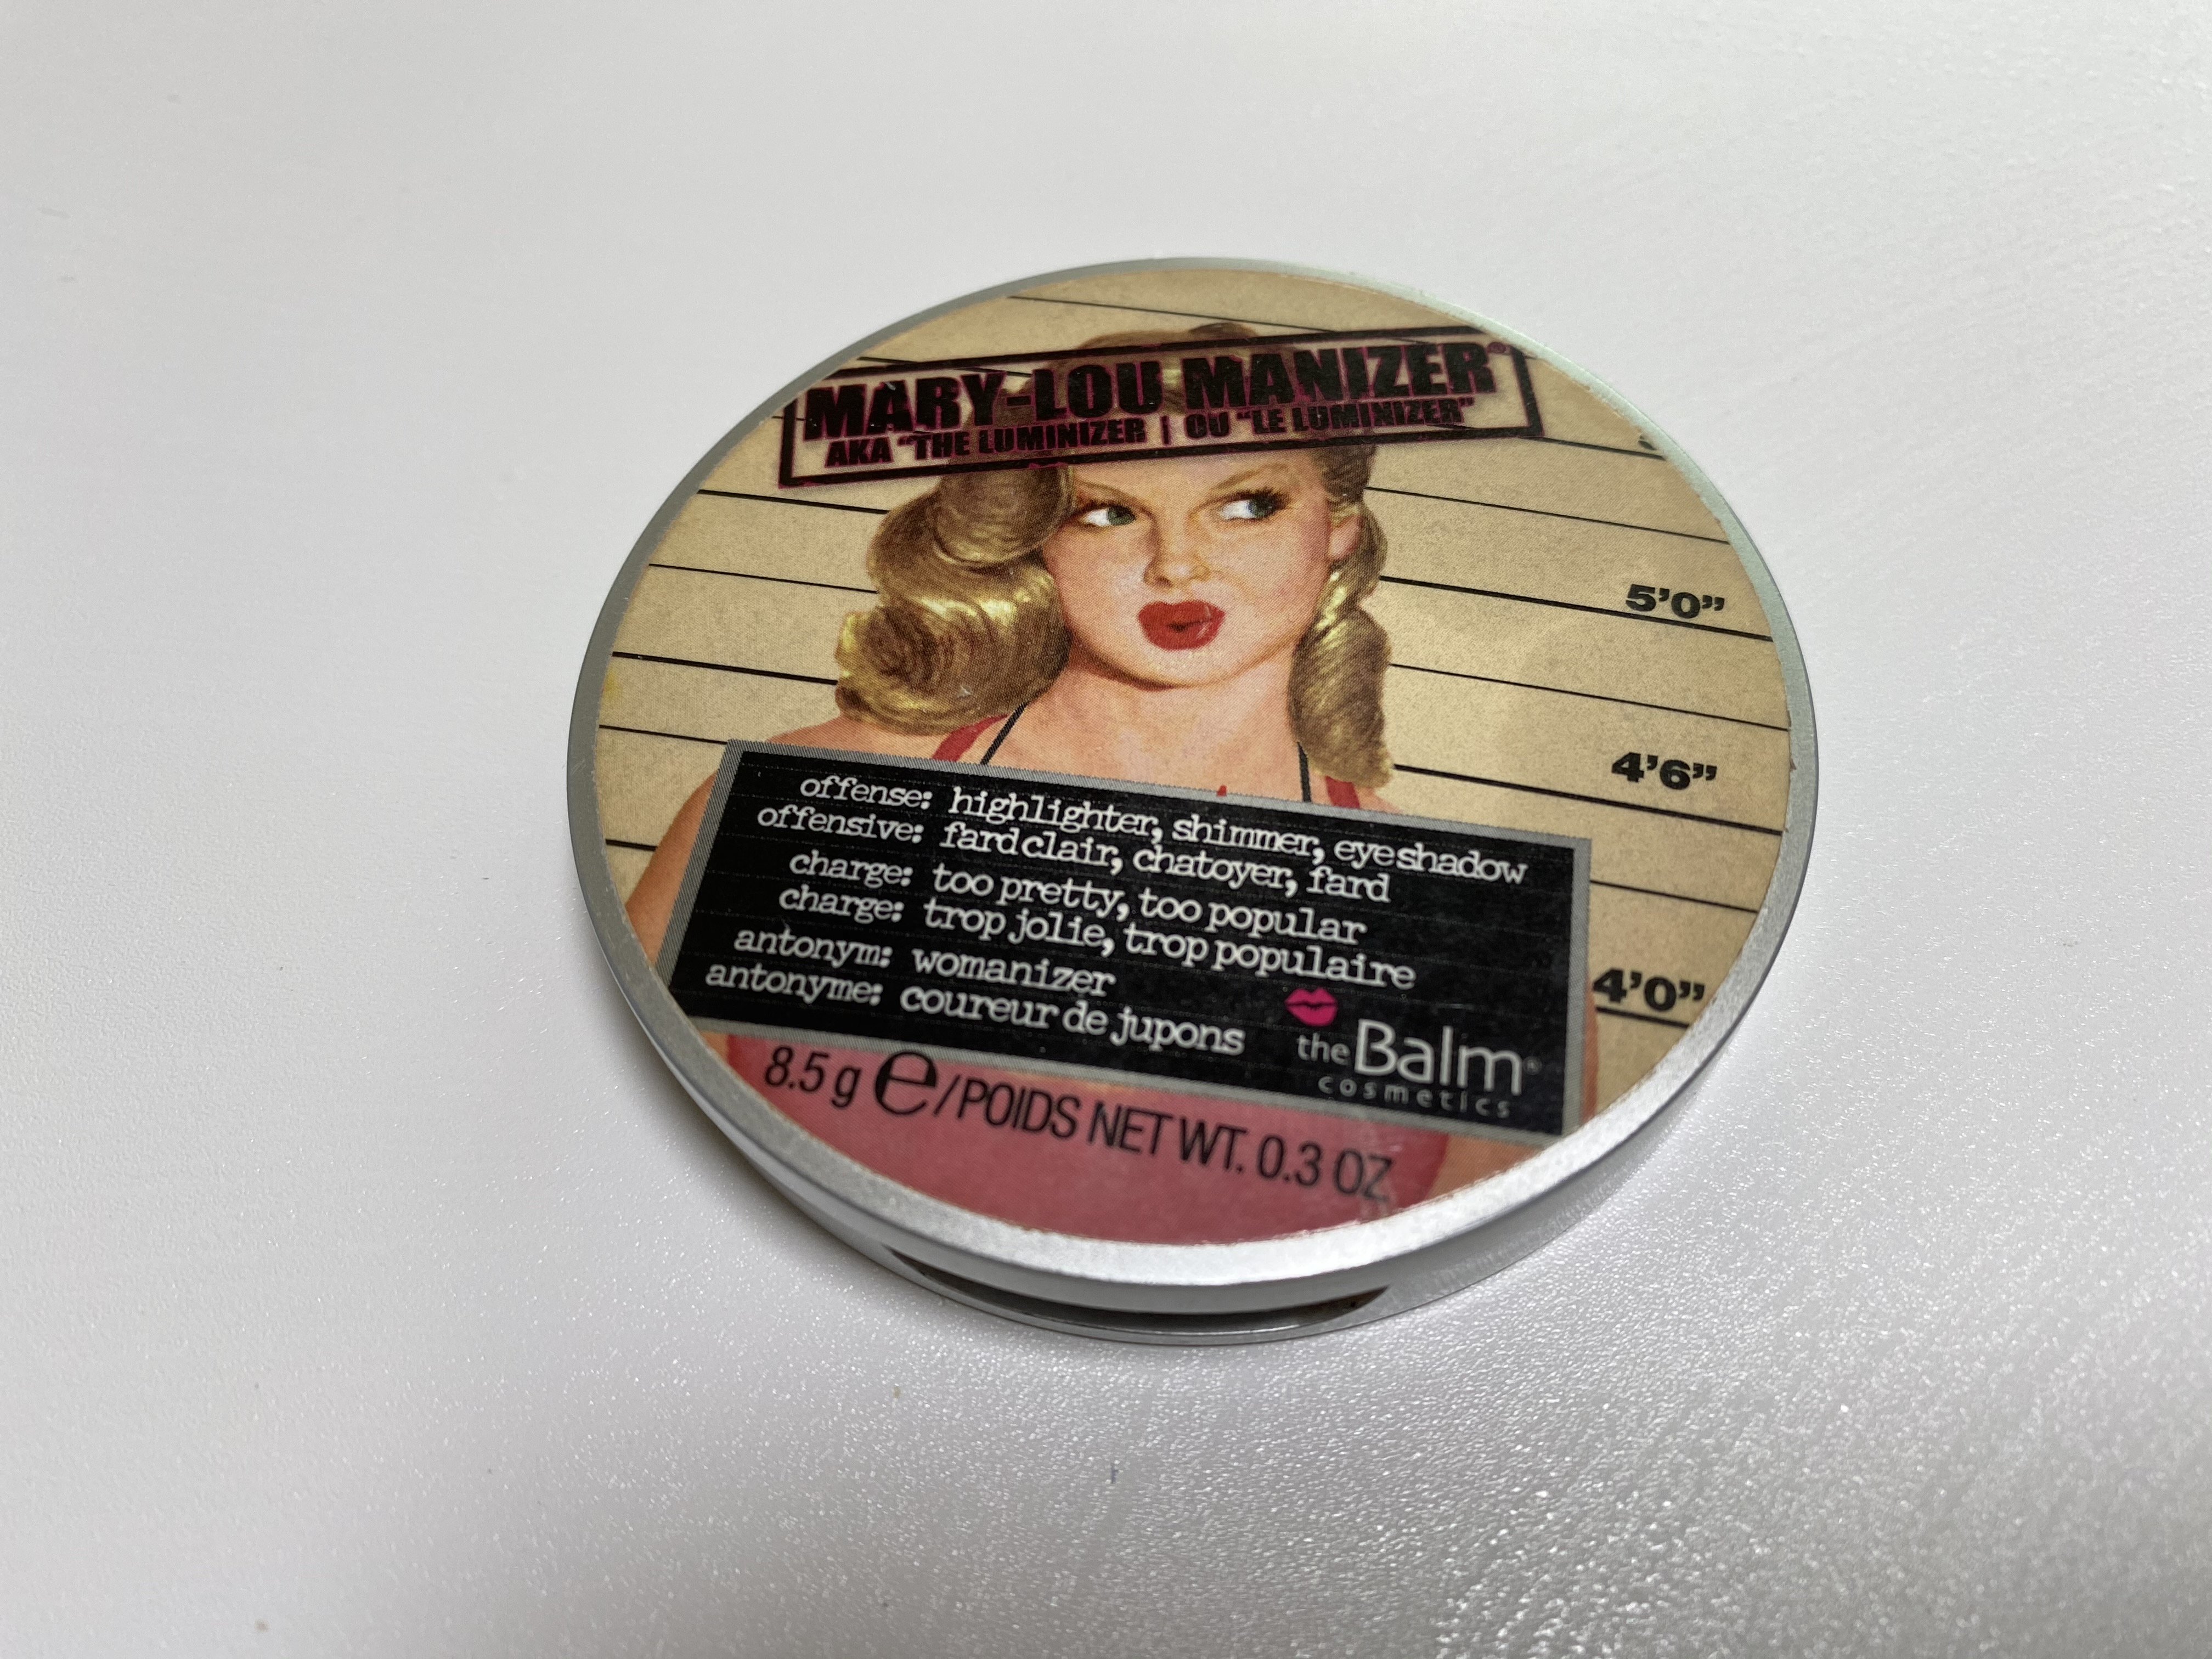 MARY-LOU MANIZER®
AKA "THE LUMINIZER | OU "LE LUMINIZER"
5'0"
4'6"
4'0"
offense: highlighter, shimmer, eyeshadow
offensive: fard clair, chatoyer, fard
charge: too pretty, too popular
charge: trop jolie, trop populaire
antonym: womanizer
antonyme: coureur de jupons
theBalm®
cosmetics
8.5 g ℮/POIDS NET WT. 0.3 OZ